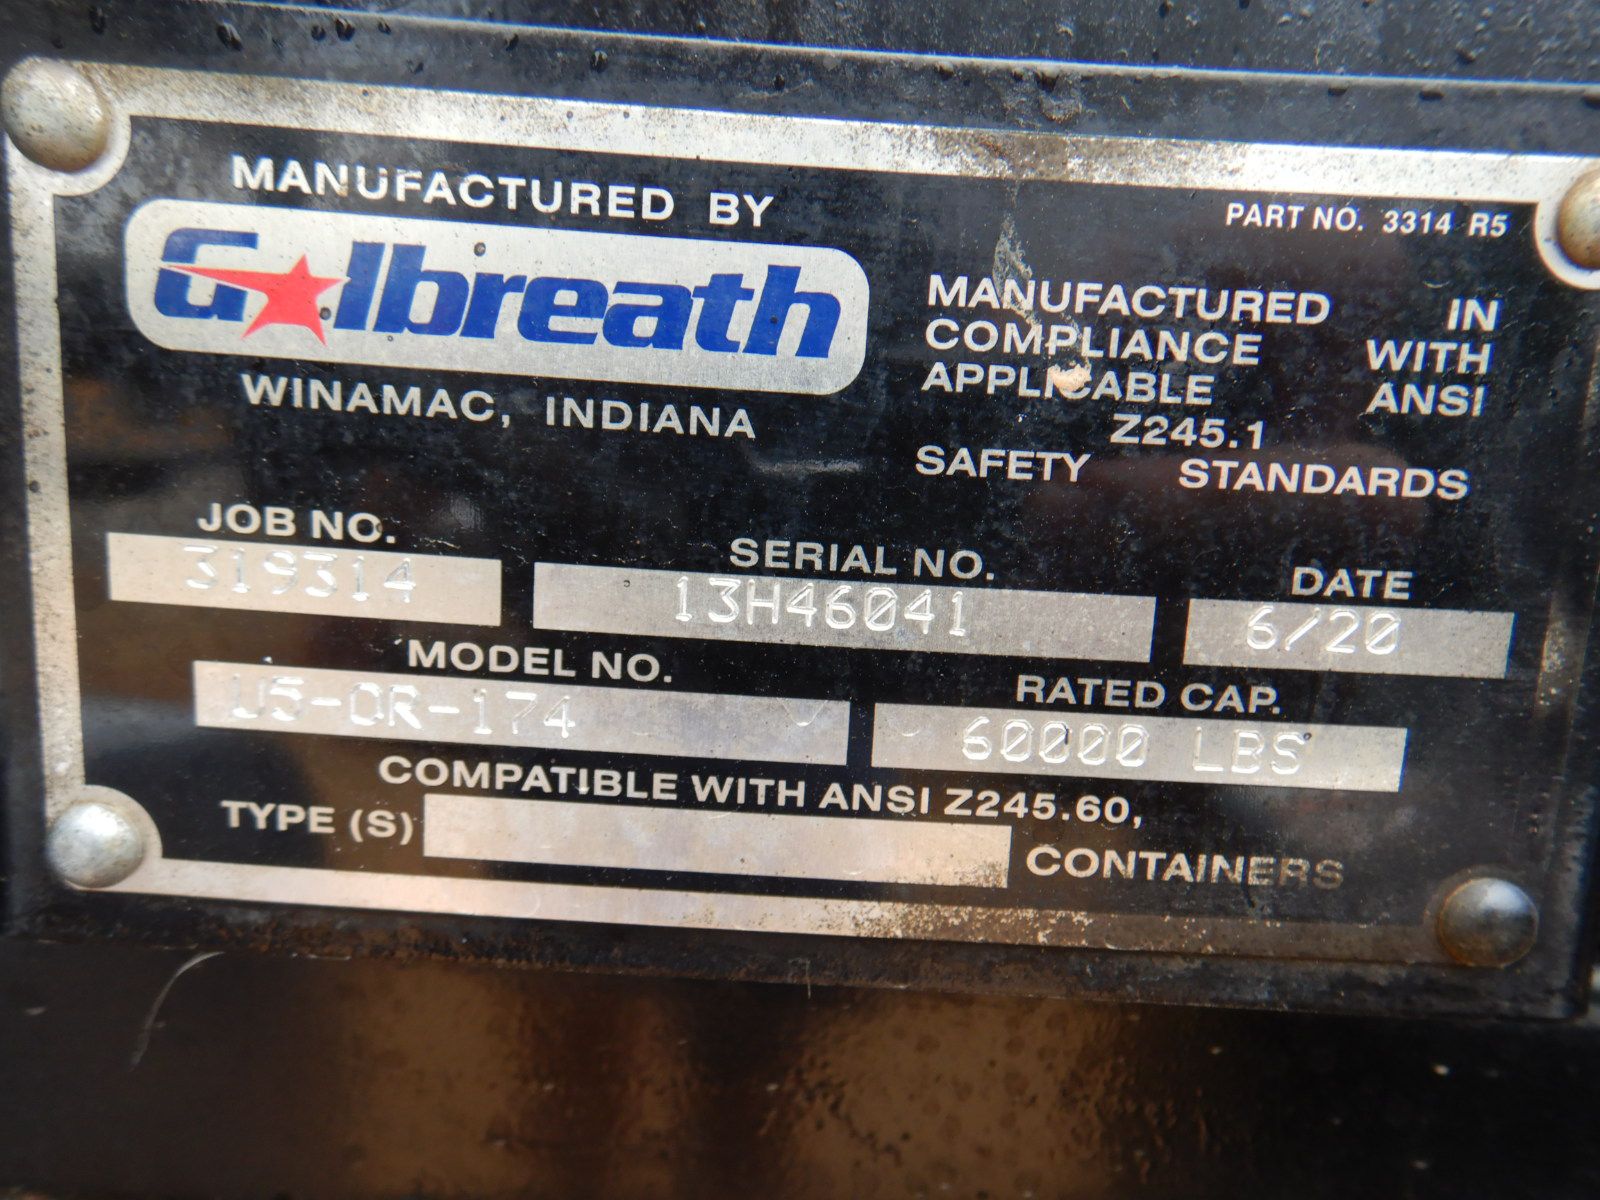 MANUFACTURED BY
Galbreath
WINAMAC, INDIANA
PART NO. 3314 R5
MANUFACTURED IN
COMPLIANCE WITH
APPLICABLE ANSI
Z245.1
SAFETY STANDARDS
JOB NO.
319314
SERIAL NO.
13H46041
DATE
6/20
MODEL NO.
U5-OR-174
RATED CAP.
60000 LBS
COMPATIBLE WITH ANSI Z245.60,
TYPE (S)
CONTAINERS